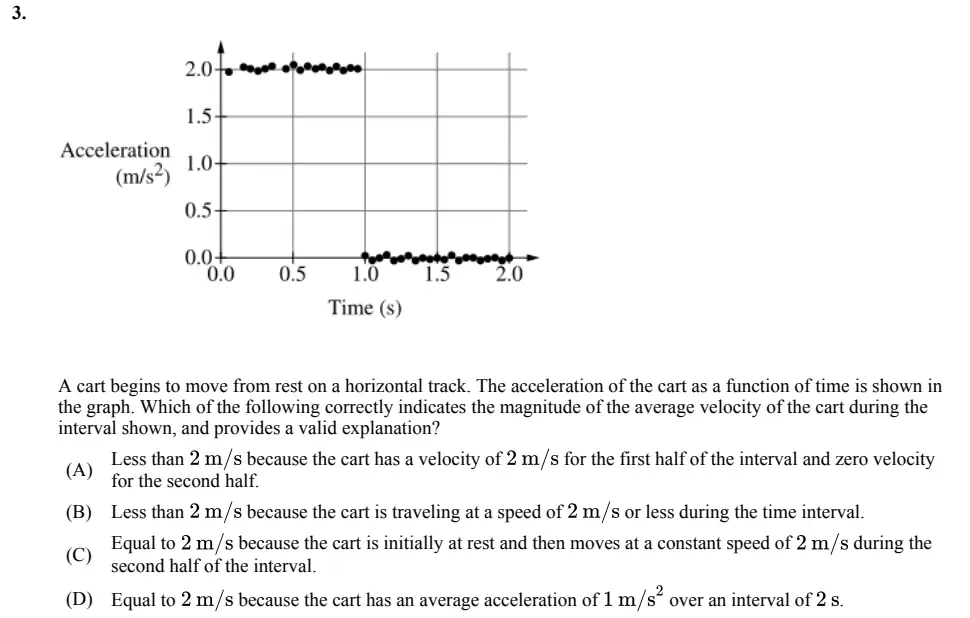 3.
2.0
1.5
Acceleration
1.0
(m/s²)
0.5
0.0
0.0 0.5 1.0 1.5 2.0
Time (s)
A cart begins to move from rest on a horizontal track. The acceleration of the cart as a function of time is shown in
the graph. Which of the following correctly indicates the magnitude of the average velocity of the cart during the
interval shown, and provides a valid explanation?
(A) Less than 2 m/s because the cart has a velocity of 2 m/s for the first half of the interval and zero velocity
for the second half.
(B) Less than 2 m/s because the cart is traveling at a speed of 2 m/s or less during the time interval.
(C) Equal to 2 m/s because the cart is initially at rest and then moves at a constant speed of 2 m/s during the
second half of the interval.
(D) Equal to 2 m/s because the cart has an average acceleration of 1 m/s² over an interval of 2 s.